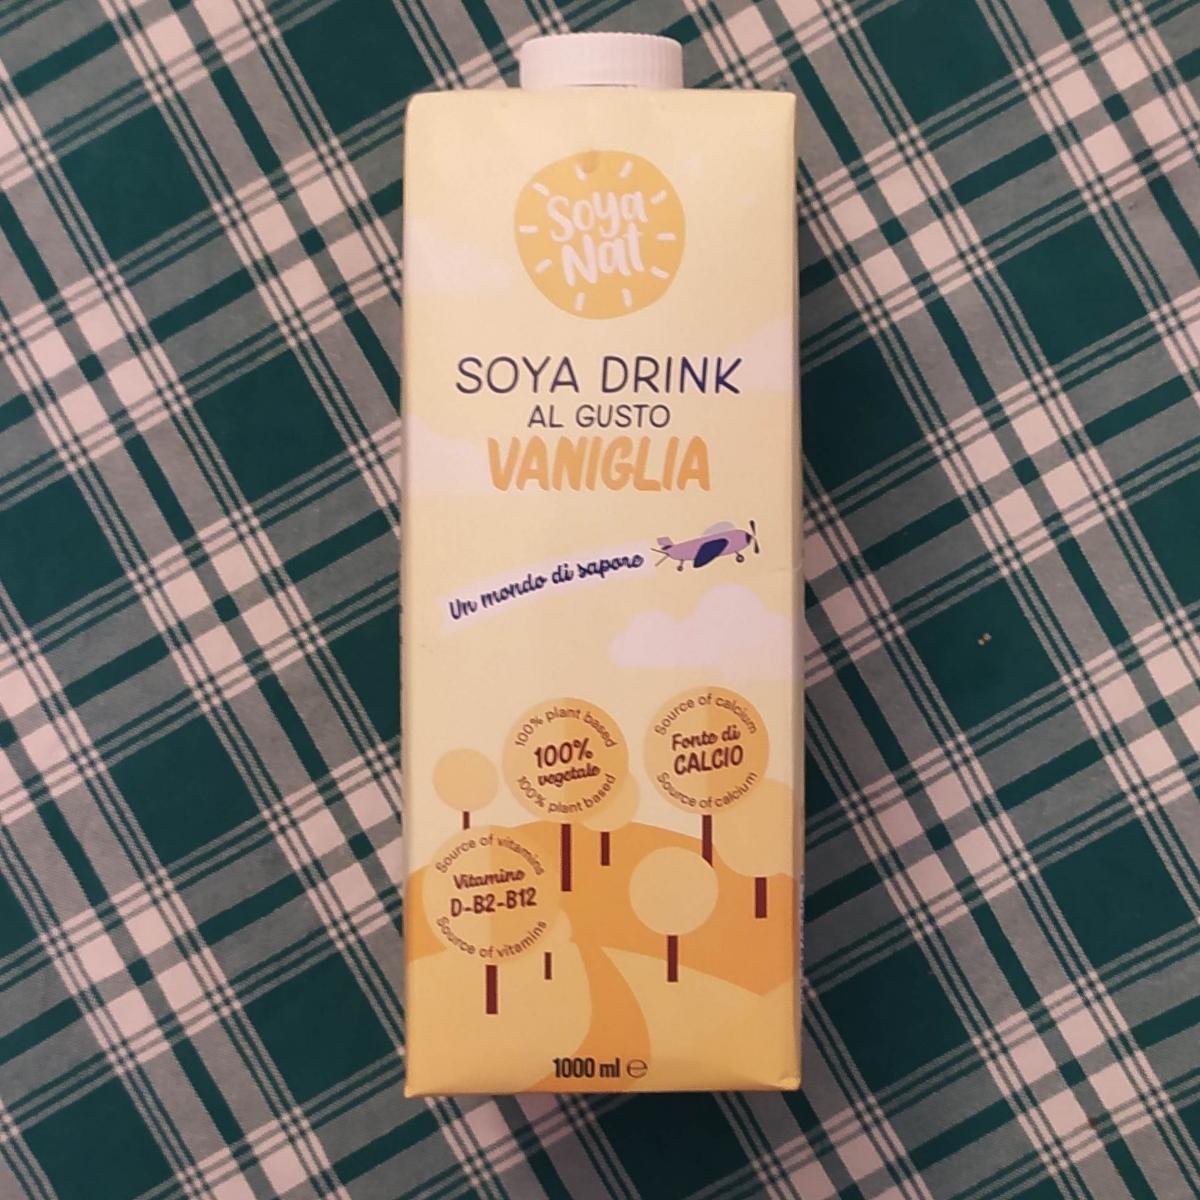 Soya
Nat
SOYA DRINK
AL GUSTO
VANIGLIA
Un mondo di sapore
100% plant based
100%
vegetale
100% plant based
Source of calcium
Fonte di
CALCIO
Source of calcium
Source of vitamins
Vitamine
D-B2-B12
Source of vitamins
1000 ml ℮